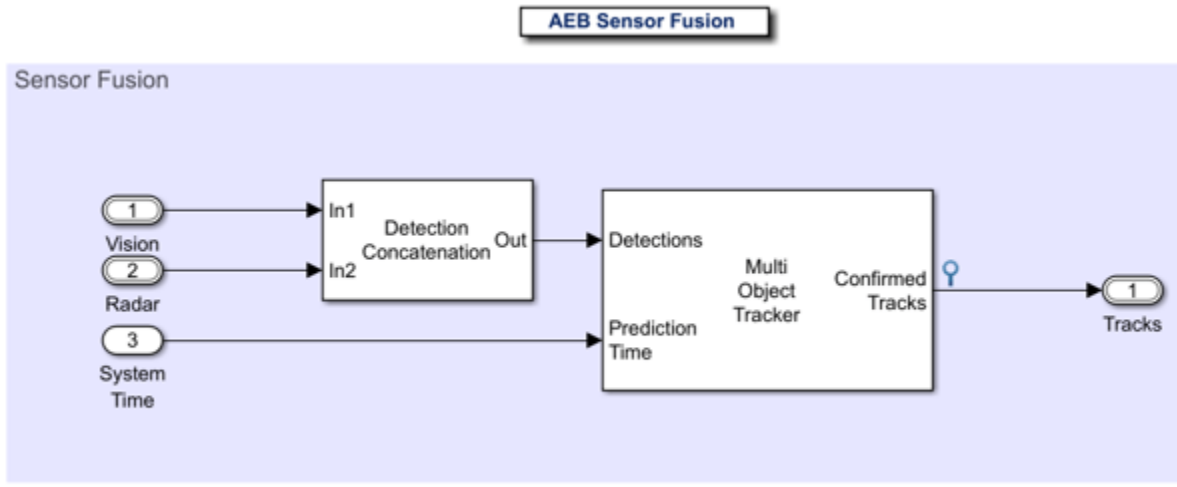 AEB Sensor Fusion
Sensor Fusion
1
Vision
2
Radar
3
System
Time
In1
In2
Detection
Concatenation
Out
Detections
Prediction
Time
Multi
Object
Tracker
Confirmed
Tracks
1
Tracks